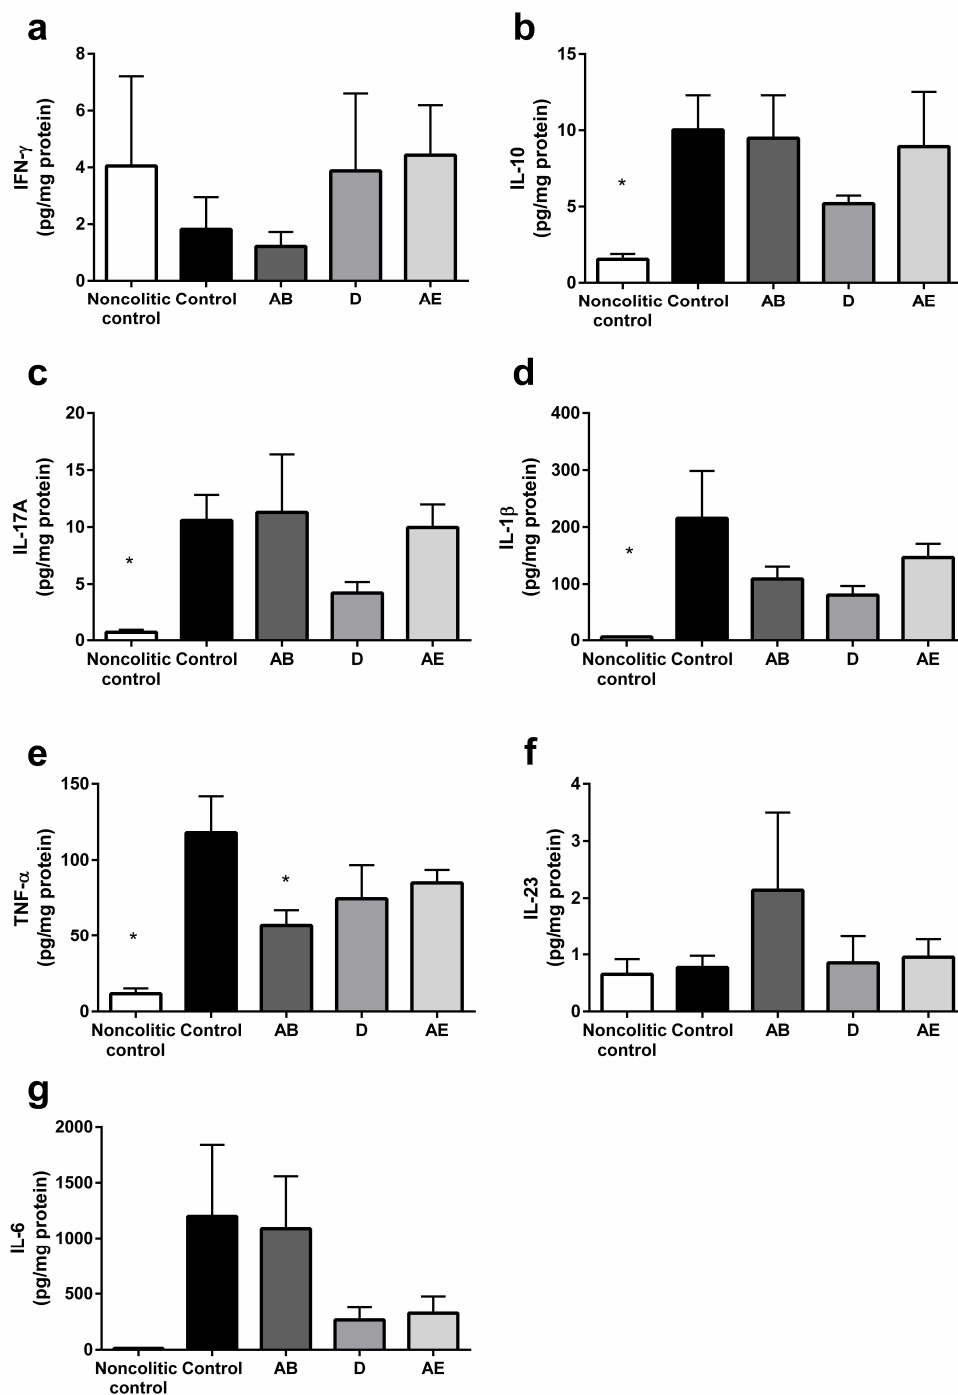 a
IFN-γ
(pg/mg protein)
8
6
4
2
0
Noncolitic Control AB D AE
control
b
IL-10
(pg/mg protein)
15
10
5
0
*
Noncolitic Control AB D AE
control
c
IL-17A
(pg/mg protein)
20
15
10
5
0
*
Noncolitic Control AB D AE
control
d
IL-1β
(pg/mg protein)
400
300
200
100
0
*
Noncolitic Control AB D AE
control
e
TNF-α
(pg/mg protein)
150
100
50
0
*
*
Noncolitic Control AB D AE
control
f
IL-23
(pg/mg protein)
4
3
2
1
0
Noncolitic Control AB D AE
control
g
IL-6
(pg/mg protein)
2000
1500
1000
500
0
Noncolitic Control AB D AE
control